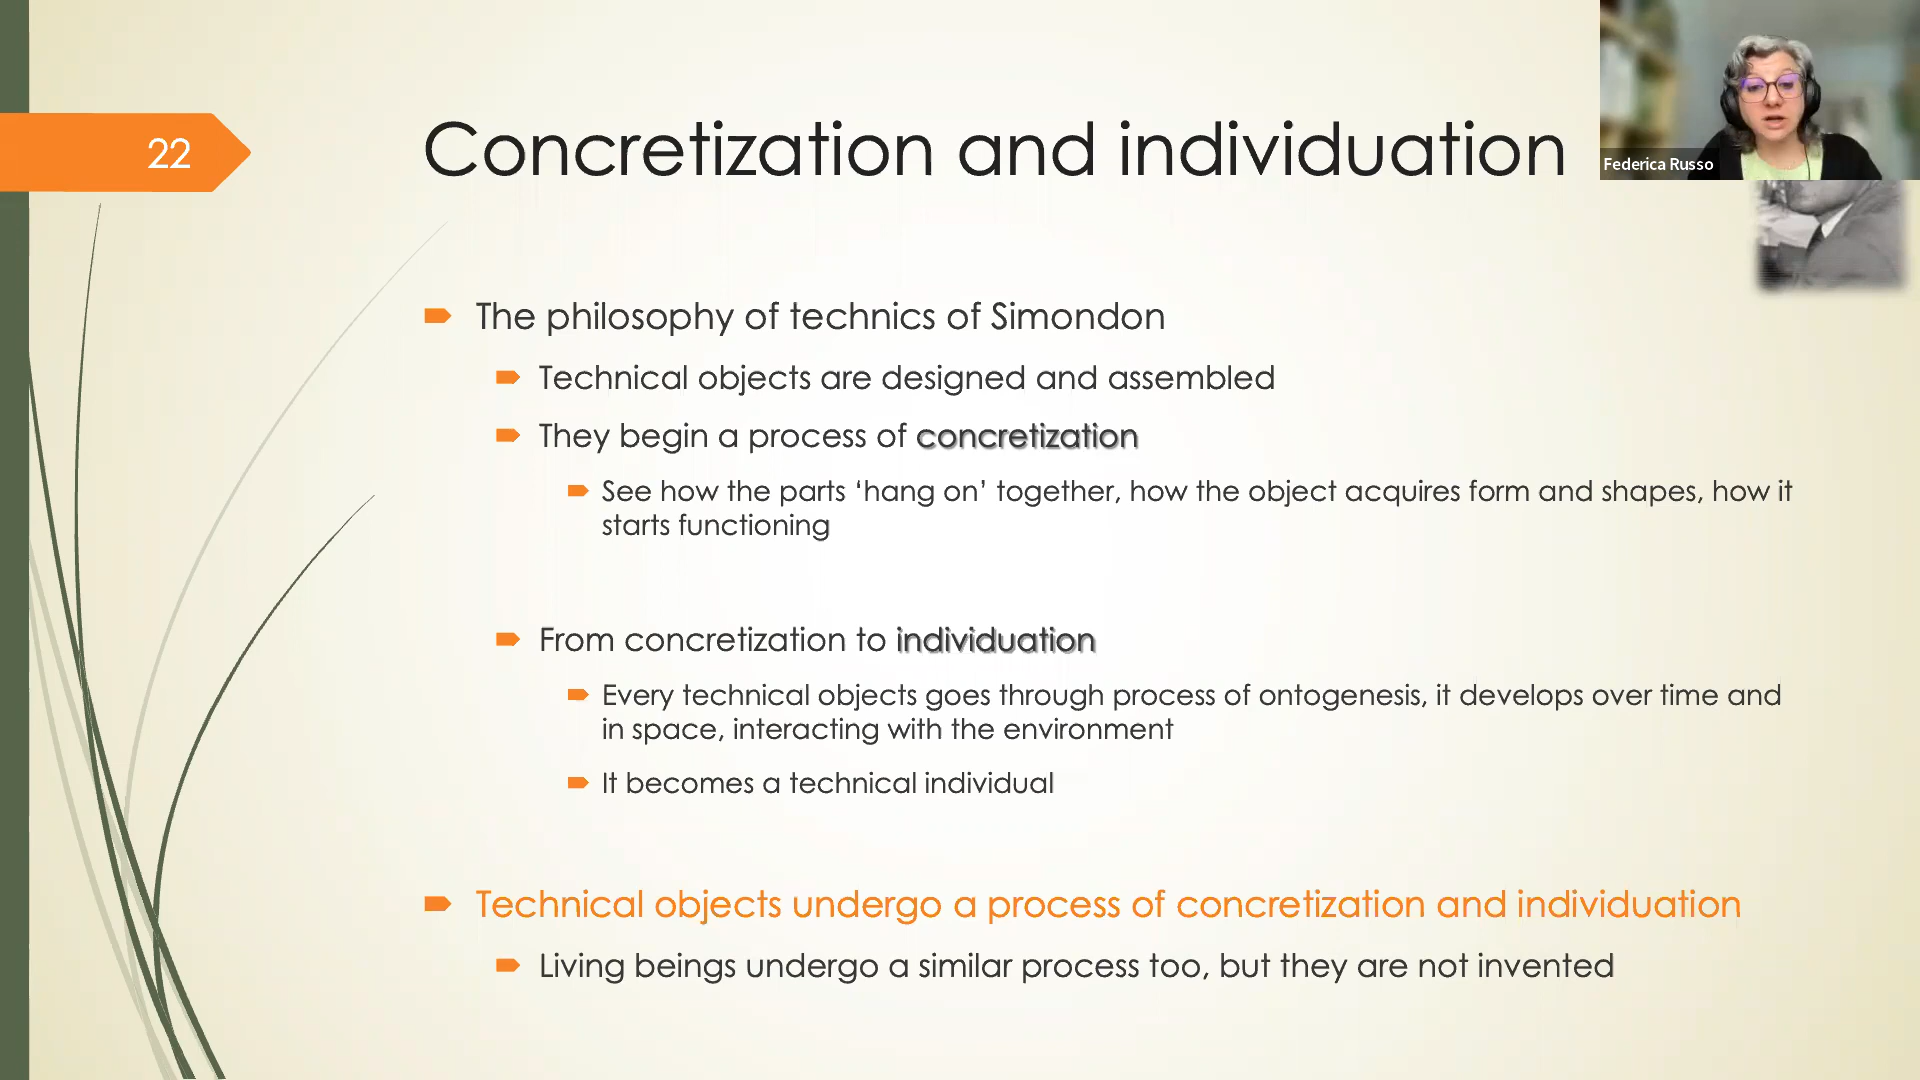 22
Concretization and individuation
Federica Russo
The philosophy of technics of Simondon
Technical objects are designed and assembled
They begin a process of concretization
See how the parts ‘hang on’ together, how the object acquires form and shapes, how it
starts functioning
From concretization to individuation
Every technical objects goes through process of ontogenesis, it develops over time and
in space, interacting with the environment
It becomes a technical individual
Technical objects undergo a process of concretization and individuation
Living beings undergo a similar process too, but they are not invented